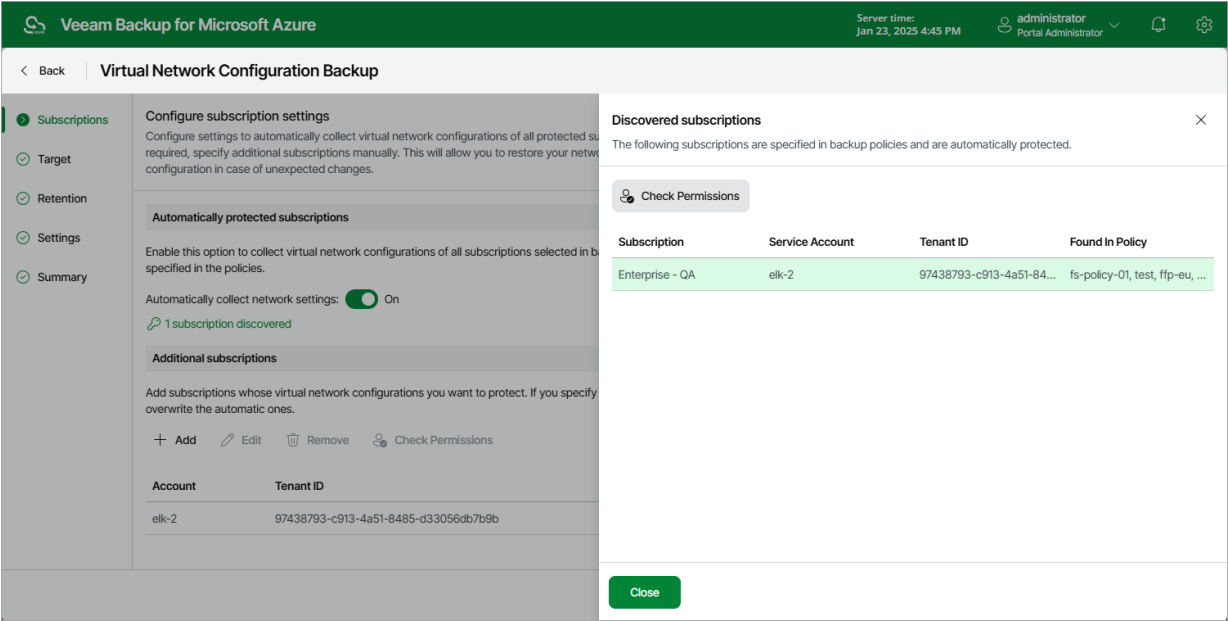 Veeam Backup for Microsoft Azure
Server time:
Jan 23, 2025 4:45 PM
administrator
Portal Administrator
Back
Virtual Network Configuration Backup
Subscriptions
Target
Retention
Settings
Summary
Configure subscription settings
Configure settings to automatically collect virtual network configurations of all protected su
required, specify additional subscriptions manually. This will allow you to restore your netwo
configuration in case of unexpected changes.
Automatically protected subscriptions
Enable this option to collect virtual network configurations of all subscriptions selected in ba
specified in the policies.
Automatically collect network settings: On
1 subscription discovered
Additional subscriptions
Add subscriptions whose virtual network configurations you want to protect. If you specify
overwrite the automatic ones.
Add Edit Remove Check Permissions
Account Tenant ID
elk-2 97438793-c913-4a51-8485-d33056db7b9b
Discovered subscriptions
The following subscriptions are specified in backup policies and are automatically protected.
Check Permissions
Subscription Service Account Tenant ID Found In Policy
Enterprise - QA elk-2 97438793-c913-4a51-84... fs-policy-01, test, ffp-eu, ...
Close